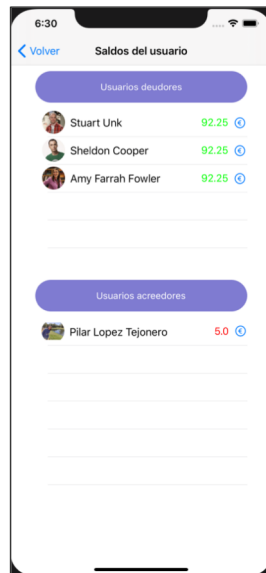 6:30
Volver
Saldos del usuario
Usuarios deudores
Stuart Unk 92.25 €
Sheldon Cooper 92.25 €
Amy Farrah Fowler 92.25 €
Usuarios acreedores
Pilar Lopez Tejonero 5.0 €